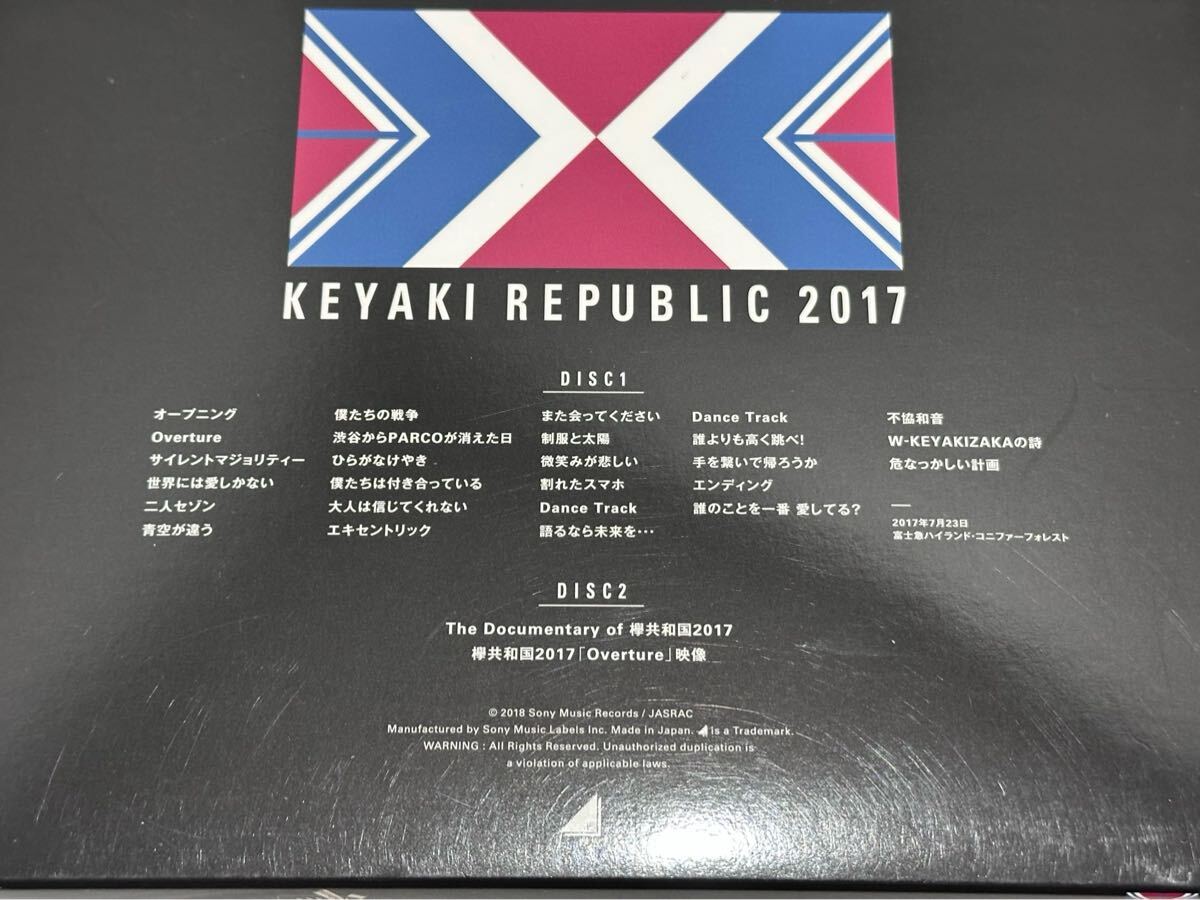 KEYAKI REPUBLIC 2017
DISC1
オープニング
Overture
サイレントマジョリティー
世界には愛しかない
二人セゾン
青空が違う
僕たちの戦争
渋谷からPARCOが消えた日
ひらがなけやき
僕たちは付き合っている
大人は信じてくれない
エキセントリック
また会ってください
制服と太陽
微笑みが悲しい
割れたスマホ
Dance Track
語るなら未来を…
Dance Track
誰よりも高く跳べ!
手を繋いで帰ろうか
エンディング
誰のことを一番 愛してる?
不協和音
W-KEYAKIZAKAの詩
危なっかしい計画
2017年7月23日
富士急ハイランド・コニファーフォレスト
DISC2
The Documentary of 欅共和国2017
欅共和国2017「Overture」映像
© 2018 Sony Music Records / JASRAC
Manufactured by Sony Music Labels Inc. Made in Japan. is a Trademark.
WARNING : All Rights Reserved. Unauthorized duplication is
a violation of applicable laws.